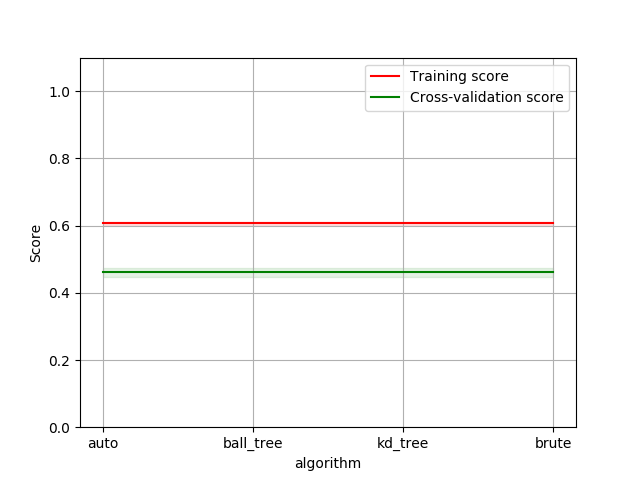 Training score
Cross-validation score
1.0
0.8
0.6
0.4
0.2
0.0
Score
auto ball_tree kd_tree brute
algorithm